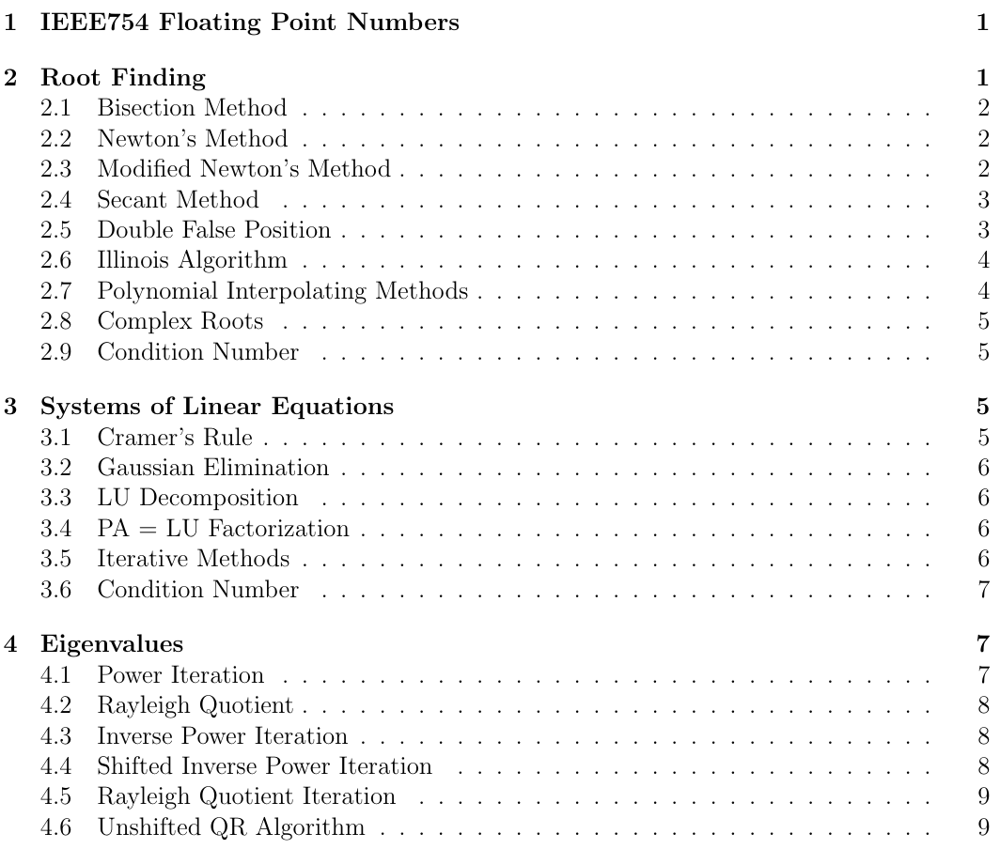 1 IEEE754 Floating Point Numbers 1
2 Root Finding 1
2.1 Bisection Method . . . . . . . . . . . . . . . . . . . . . . . . . . . . . . . . . 2
2.2 Newton's Method . . . . . . . . . . . . . . . . . . . . . . . . . . . . . . . . . 2
2.3 Modified Newton's Method . . . . . . . . . . . . . . . . . . . . . . . . . . . . 2
2.4 Secant Method . . . . . . . . . . . . . . . . . . . . . . . . . . . . . . . . . . 3
2.5 Double False Position . . . . . . . . . . . . . . . . . . . . . . . . . . . . . . . 3
2.6 Illinois Algorithm . . . . . . . . . . . . . . . . . . . . . . . . . . . . . . . . . 4
2.7 Polynomial Interpolating Methods . . . . . . . . . . . . . . . . . . . . . . . . 4
2.8 Complex Roots . . . . . . . . . . . . . . . . . . . . . . . . . . . . . . . . . . 5
2.9 Condition Number . . . . . . . . . . . . . . . . . . . . . . . . . . . . . . . . 5
3 Systems of Linear Equations 5
3.1 Cramer's Rule . . . . . . . . . . . . . . . . . . . . . . . . . . . . . . . . . . . 5
3.2 Gaussian Elimination . . . . . . . . . . . . . . . . . . . . . . . . . . . . . . . 6
3.3 LU Decomposition . . . . . . . . . . . . . . . . . . . . . . . . . . . . . . . . 6
3.4 PA = LU Factorization . . . . . . . . . . . . . . . . . . . . . . . . . . . . . . 6
3.5 Iterative Methods . . . . . . . . . . . . . . . . . . . . . . . . . . . . . . . . . 6
3.6 Condition Number . . . . . . . . . . . . . . . . . . . . . . . . . . . . . . . . 7
4 Eigenvalues 7
4.1 Power Iteration . . . . . . . . . . . . . . . . . . . . . . . . . . . . . . . . . . 7
4.2 Rayleigh Quotient . . . . . . . . . . . . . . . . . . . . . . . . . . . . . . . . . 8
4.3 Inverse Power Iteration . . . . . . . . . . . . . . . . . . . . . . . . . . . . . . 8
4.4 Shifted Inverse Power Iteration . . . . . . . . . . . . . . . . . . . . . . . . . 8
4.5 Rayleigh Quotient Iteration . . . . . . . . . . . . . . . . . . . . . . . . . . . 9
4.6 Unshifted QR Algorithm . . . . . . . . . . . . . . . . . . . . . . . . . . . . . 9